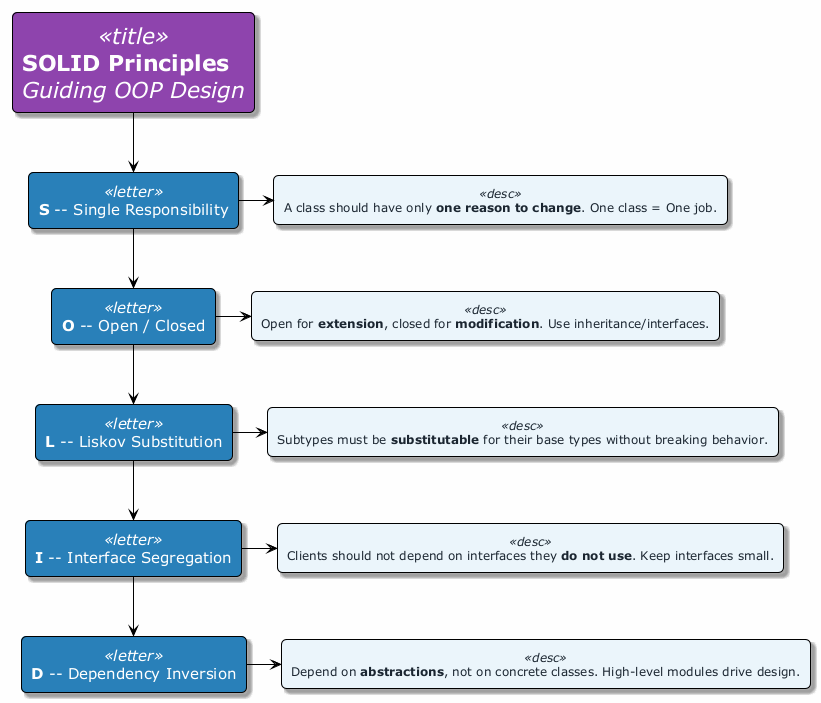 «title»
SOLID Principles
Guiding OOP Design
«letter»
S -- Single Responsibility
«desc»
A class should have only one reason to change. One class = One job.
«letter»
O -- Open / Closed
«desc»
Open for extension, closed for modification. Use inheritance/interfaces.
«letter»
L -- Liskov Substitution
«desc»
Subtypes must be substitutable for their base types without breaking behavior.
«letter»
I -- Interface Segregation
«desc»
Clients should not depend on interfaces they do not use. Keep interfaces small.
«letter»
D -- Dependency Inversion
«desc»
Depend on abstractions, not on concrete classes. High-level modules drive design.